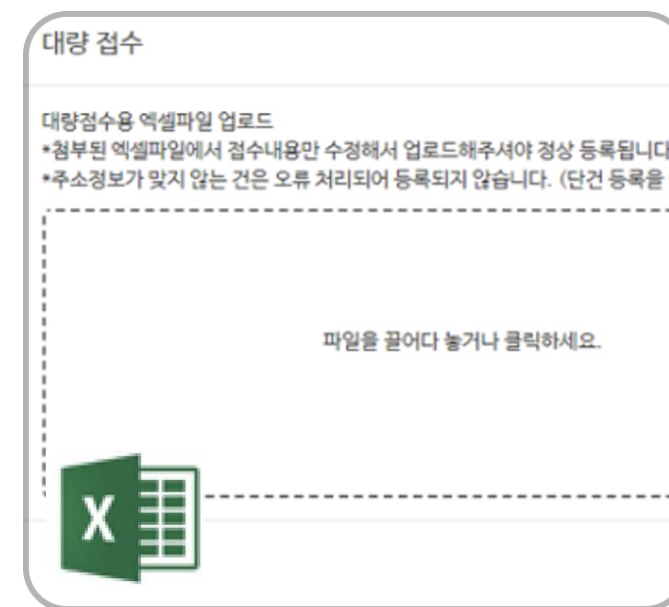 대량 접수
대량접수용 엑셀파일 업로드
*첨부된 엑셀파일에서 접수내용만 수정해서 업로드해주셔야 정상 등록됩니다
*주소정보가 맞지 않는 건은 오류 처리되어 등록되지 않습니다. (단건 등록을
파일을 끌어다 놓거나 클릭하세요.
X